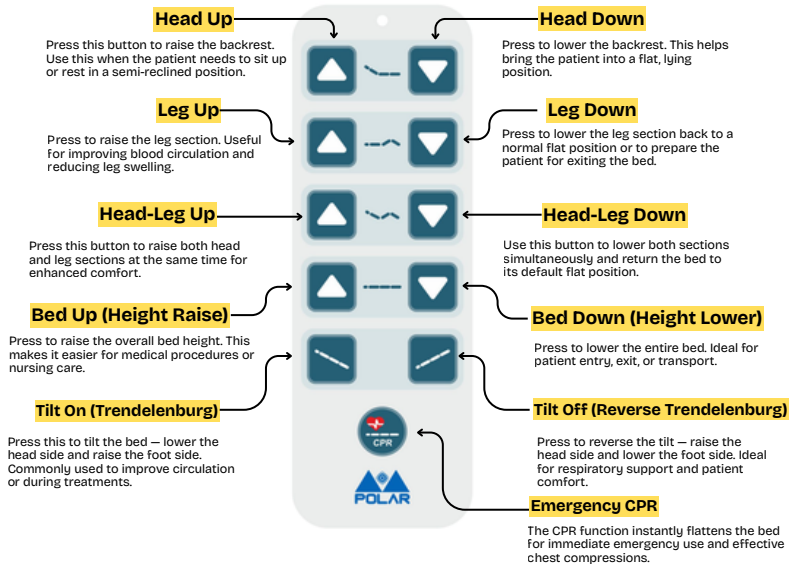 Head Up
Press this button to raise the backrest.
Use this when the patient needs to sit up
or rest in a semi-reclined position.
Head Down
Press to lower the backrest. This helps
bring the patient into a flat, lying
position.
Leg Up
Press to raise the leg section. Useful
for improving blood circulation and
reducing leg swelling.
Leg Down
Press to lower the leg section back to a
normal flat position or to prepare the
patient for exiting the bed.
Head-Leg Up
Press this button to raise both head
and leg sections at the same time for
enhanced comfort.
Head-Leg Down
Use this button to lower both sections
simultaneously and return the bed to
its default flat position.
Bed Up (Height Raise)
Press to raise the overall bed height. This
makes it easier for medical procedures or
nursing care.
Bed Down (Height Lower)
Press to lower the entire bed. Ideal for
patient entry, exit, or transport.
Tilt On (Trendelenburg)
Press this to tilt the bed — lower the
head side and raise the foot side.
Commonly used to improve circulation
or during treatments.
Tilt Off (Reverse Trendelenburg)
Press to reverse the tilt — raise the
head side and lower the foot side. Ideal
for respiratory support and patient
comfort.
CPR
POLAR
Emergency CPR
The CPR function instantly flattens the bed
for immediate emergency use and effective
chest compressions.